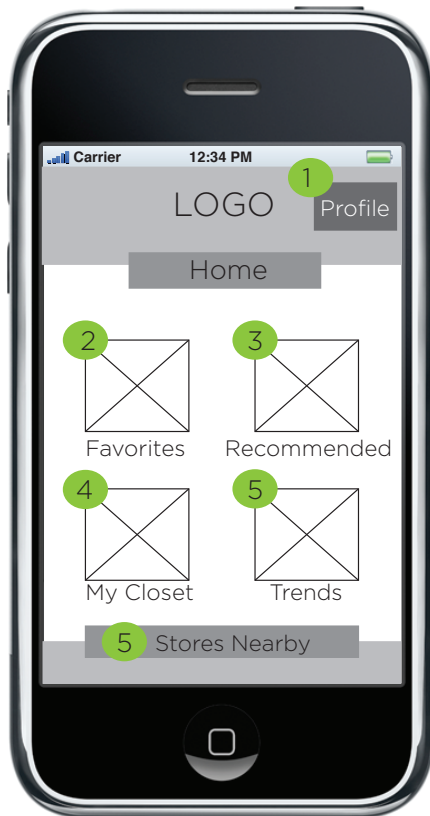 Carrier 12:34 PM
1
LOGO Profile
Home
2 3
Favorites Recommended
4 5
My Closet Trends
5 Stores Nearby